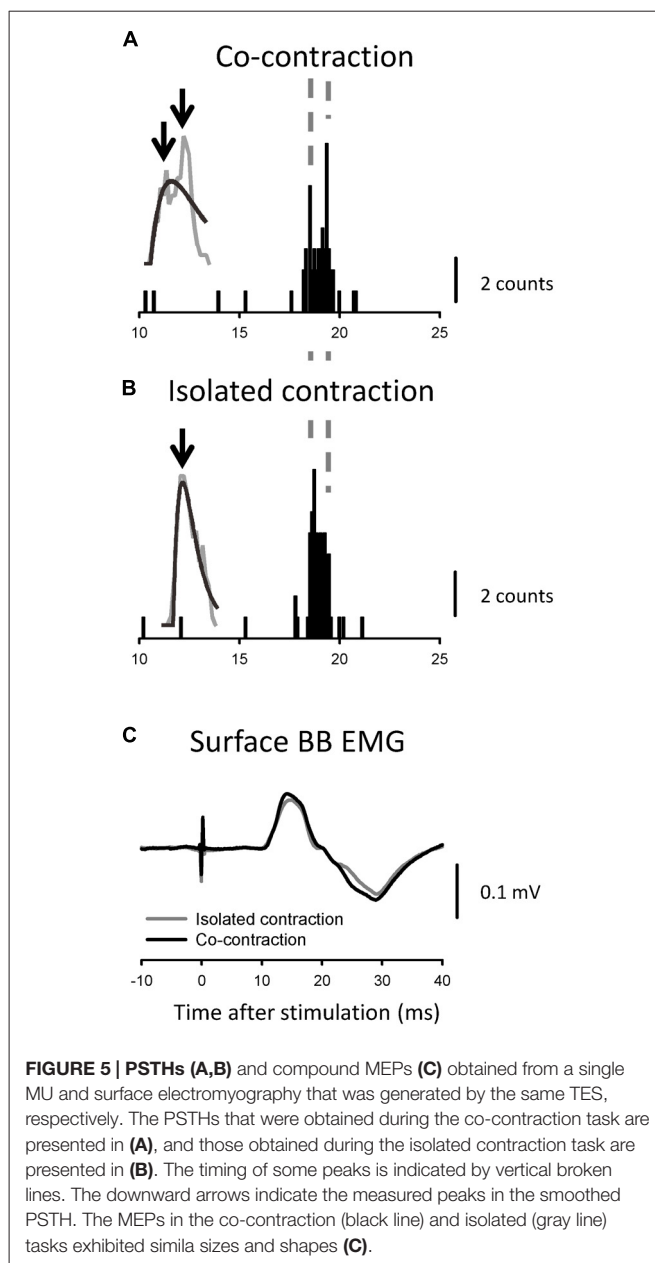 A
Co-contraction
2 counts
10 15 20 25
B Isolated contraction
2 counts
10 15 20 25
C Surface BB EMG
0.1 mV
Isolated contraction
Co-contraction
-10 0 10 20 30 40
Time after stimulation (ms)
FIGURE 5 | PSTHs (A,B) and compound MEPs (C) obtained from a single
MU and surface electromyography that was generated by the same TES,
respectively. The PSTHs that were obtained during the co-contraction task are
presented in (A), and those obtained during the isolated contraction task are
presented in (B). The timing of some peaks is indicated by vertical broken
lines. The downward arrows indicate the measured peaks in the smoothed
PSTH. The MEPs in the co-contraction (black line) and isolated (gray line)
tasks exhibited simila sizes and shapes (C).